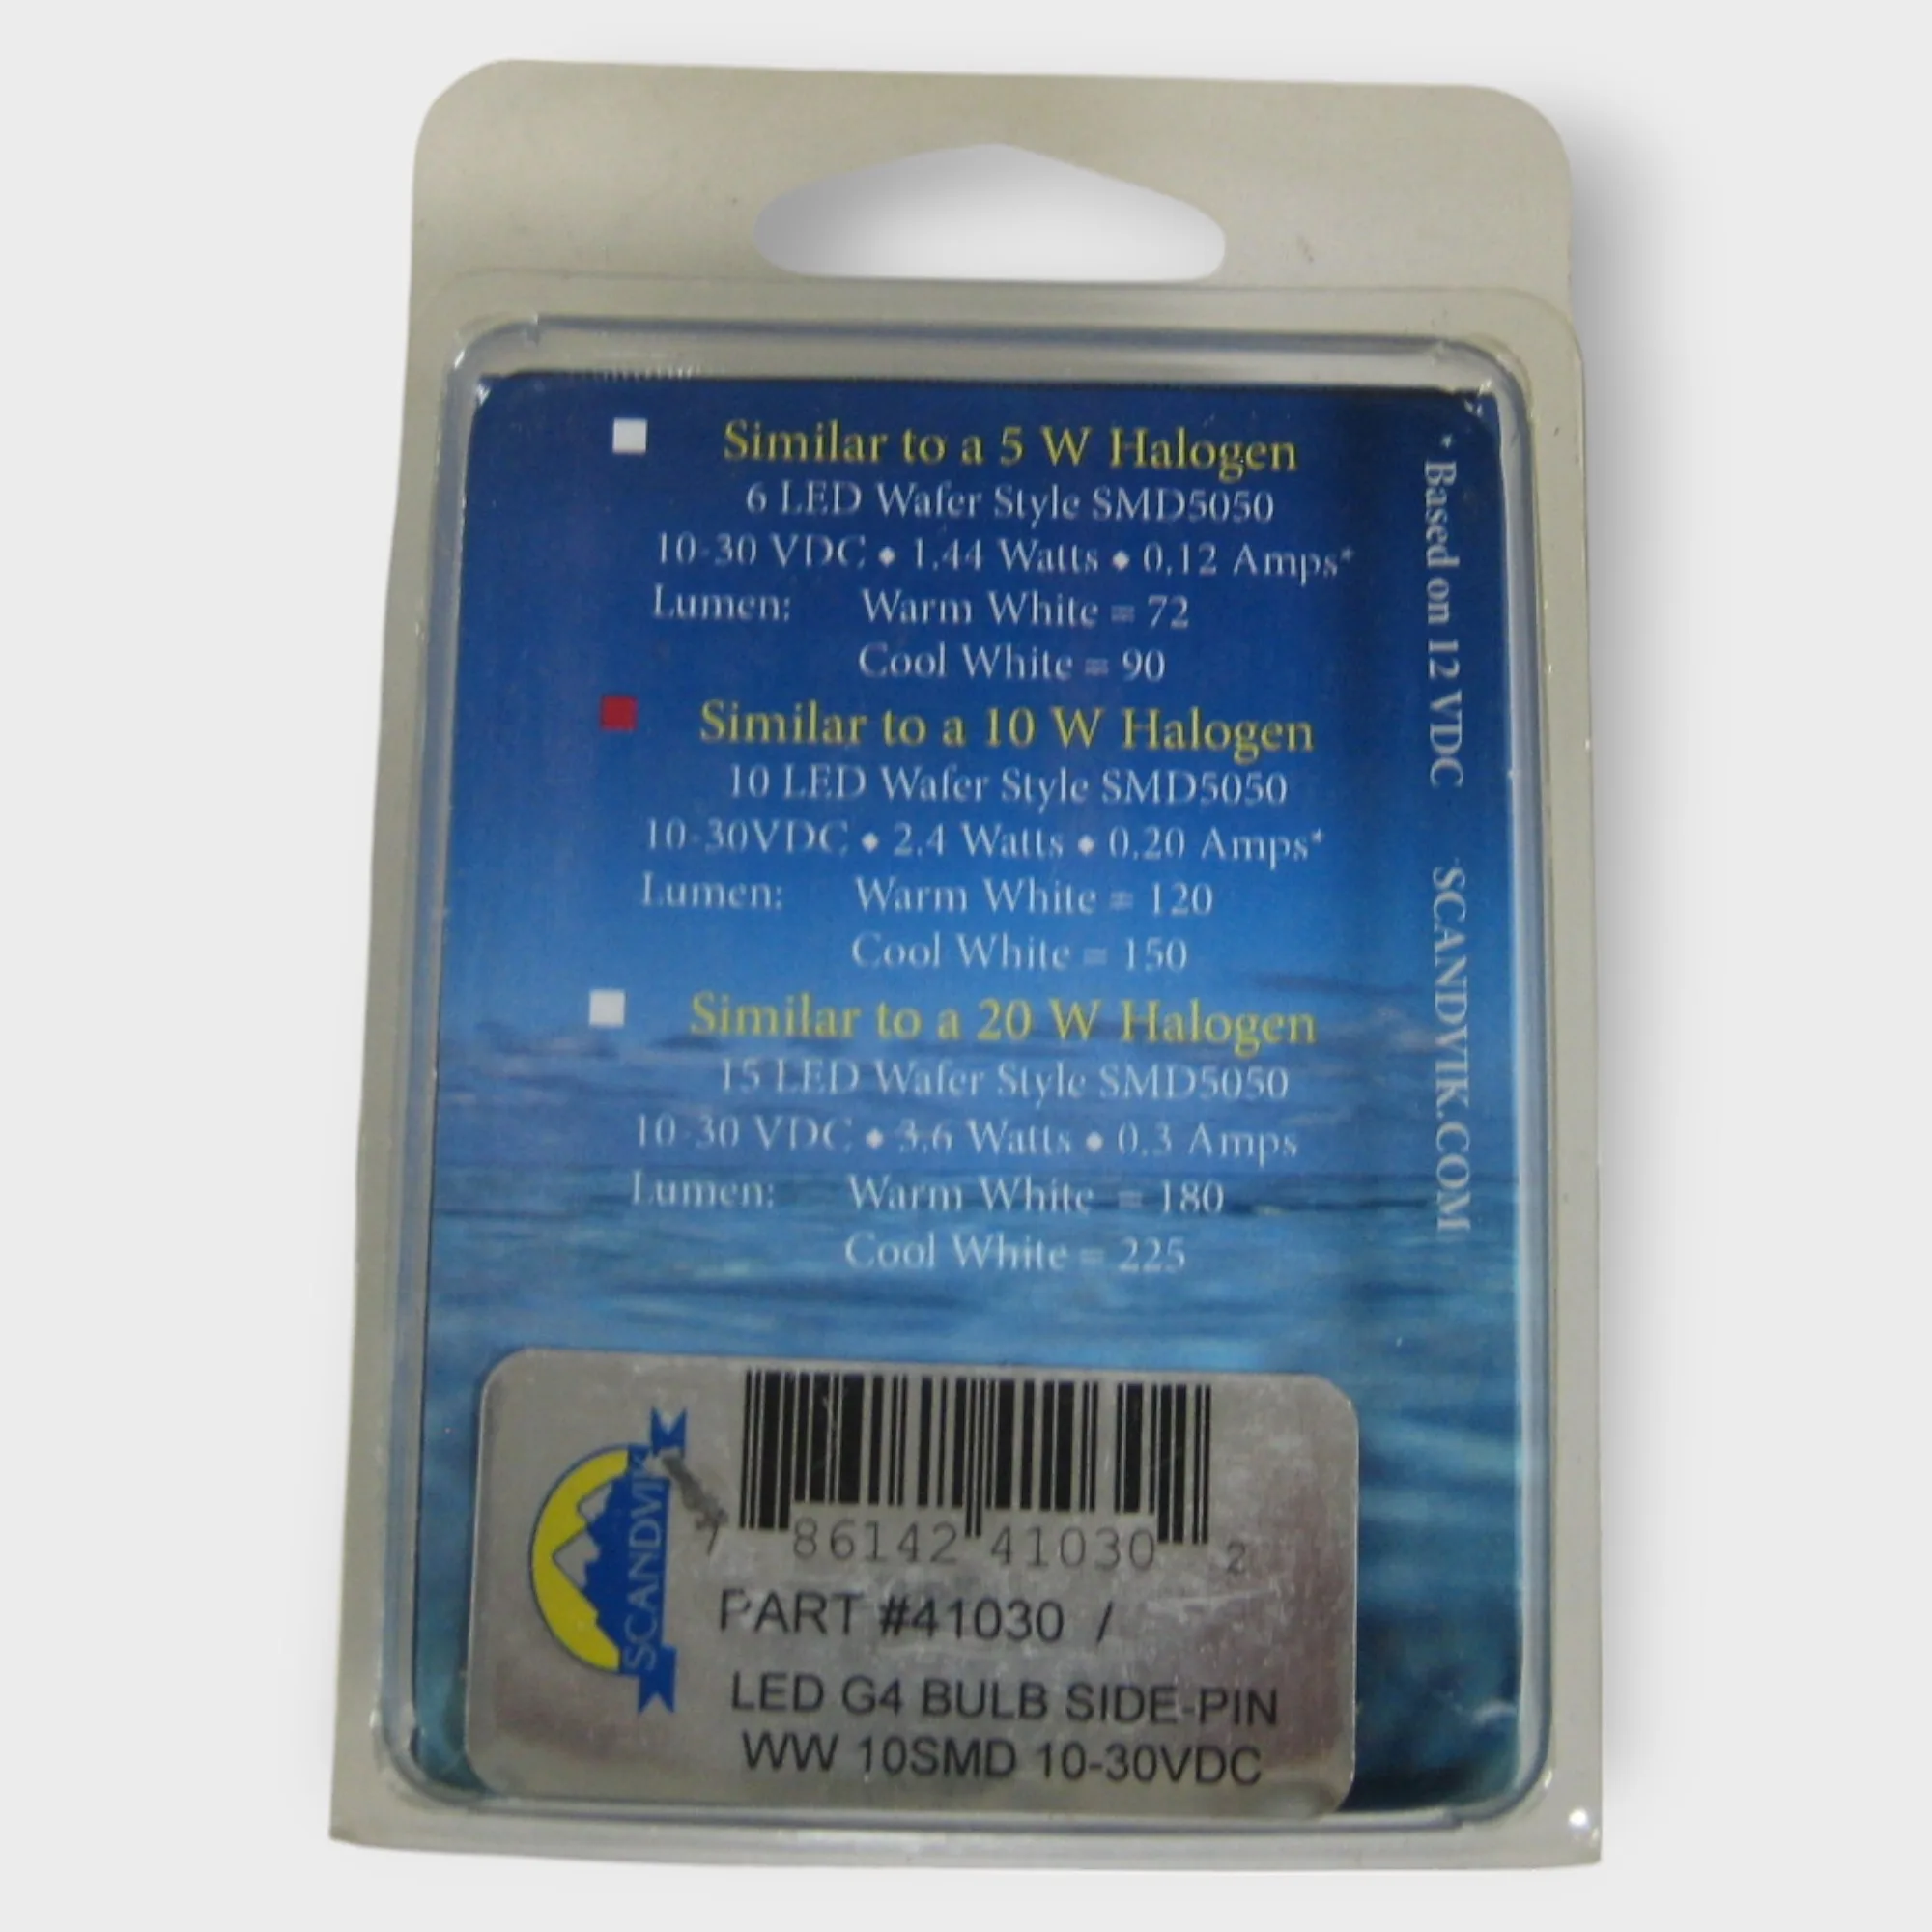 Similar to a 5 W Halogen
6 LED Wafer Style SMD5050
10-30 VDC ◆ 1.44 Watts ◆ 0.12 Amps*
Lumen: Warm White = 72
Cool White = 90
Similar to a 10 W Halogen
10 LED Wafer Style SMD5050
10-30VDC ◆ 2.4 Watts ◆ 0.20 Amps*
Lumen: Warm White = 120
Cool White = 150
Similar to a 20 W Halogen
15 LED Wafer Style SMD5050
10-30 VDC ◆ 3.6 Watts ◆ 0.3 Amps
Lumen: Warm White = 180
Cool White = 225
* Based on 12 VDC SCANDVIK.COM
SCANDVIK
7 86142 41030 2
PART #41030 /
LED G4 BULB SIDE-PIN
WW 10SMD 10-30VDC